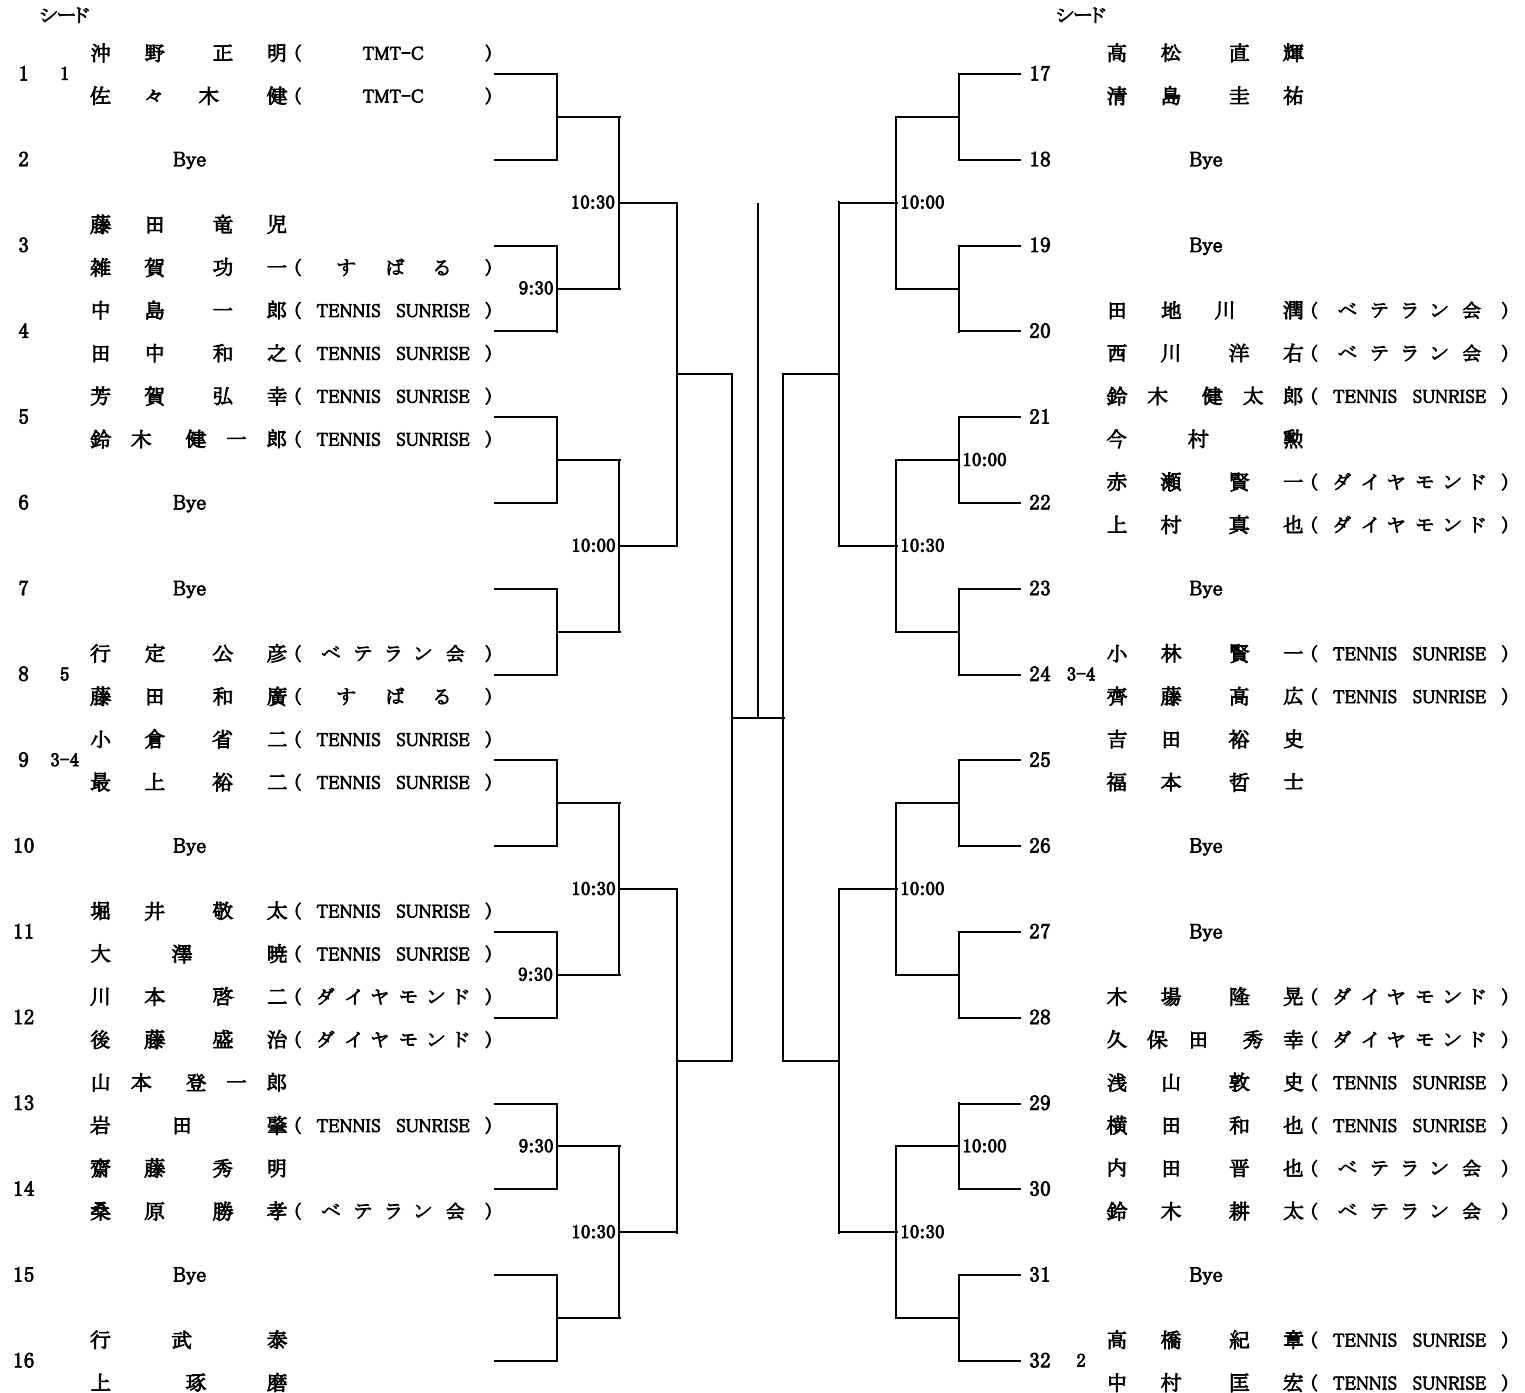 シード
1 1 沖野正明(TMT-C)
佐々木健(TMT-C)
2 Bye
10:30
3 藤田竜児
雑賀功一(すばる)
9:30
4 中島一郎(TENNIS SUNRISE)
田中和之(TENNIS SUNRISE)
5 芳賀弘幸(TENNIS SUNRISE)
鈴木健一郎(TENNIS SUNRISE)
6 Bye
10:00
7 Bye
8 5 行定公彦(ベテラン会)
藤田和廣(すばる)
9 3-4 小倉省二(TENNIS SUNRISE)
最上裕二(TENNIS SUNRISE)
10 Bye
10:30
11 堀井敬太(TENNIS SUNRISE)
大澤暁(TENNIS SUNRISE)
9:30
12 川本啓二(ダイヤモンド)
後藤盛治(ダイヤモンド)
13 山本登一郎
岩田肇(TENNIS SUNRISE)
9:30
14 齋藤秀明
桑原勝孝(ベテラン会)
10:30
15 Bye
16 行武泰
上琢磨
シード
17 高松直輝
清島圭祐
18 Bye
10:00
19 Bye
20 田地川潤(ベテラン会)
西川洋右(ベテラン会)
21 鈴木健太郎(TENNIS SUNRISE)
今村勲
10:00
22 赤瀬賢一(ダイヤモンド)
上村真也(ダイヤモンド)
10:30
23 Bye
24 3-4 小林賢一(TENNIS SUNRISE)
齊藤高広(TENNIS SUNRISE)
25 吉田裕史
福本哲士
26 Bye
10:00
27 Bye
28 木場隆晃(ダイヤモンド)
久保田秀幸(ダイヤモンド)
29 浅山敦史(TENNIS SUNRISE)
横田和也(TENNIS SUNRISE)
10:00
30 内田晋也(ベテラン会)
鈴木耕太(ベテラン会)
10:30
31 Bye
32 2 高橋紀章(TENNIS SUNRISE)
中村匡宏(TENNIS SUNRISE)